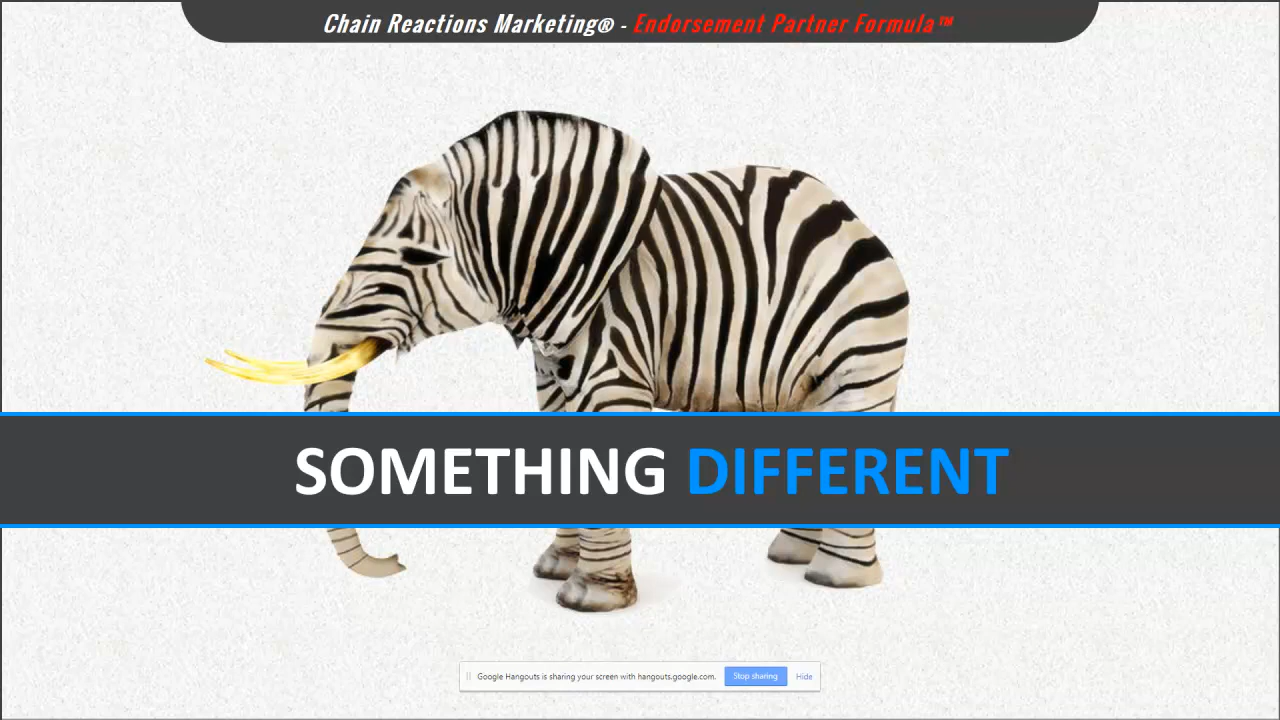 Chain Reactions Marketing® - Endorsement Partner Formula™
SOMETHING DIFFERENT
Google Hangouts is sharing your screen with hangouts.google.com. Stop sharing Hide